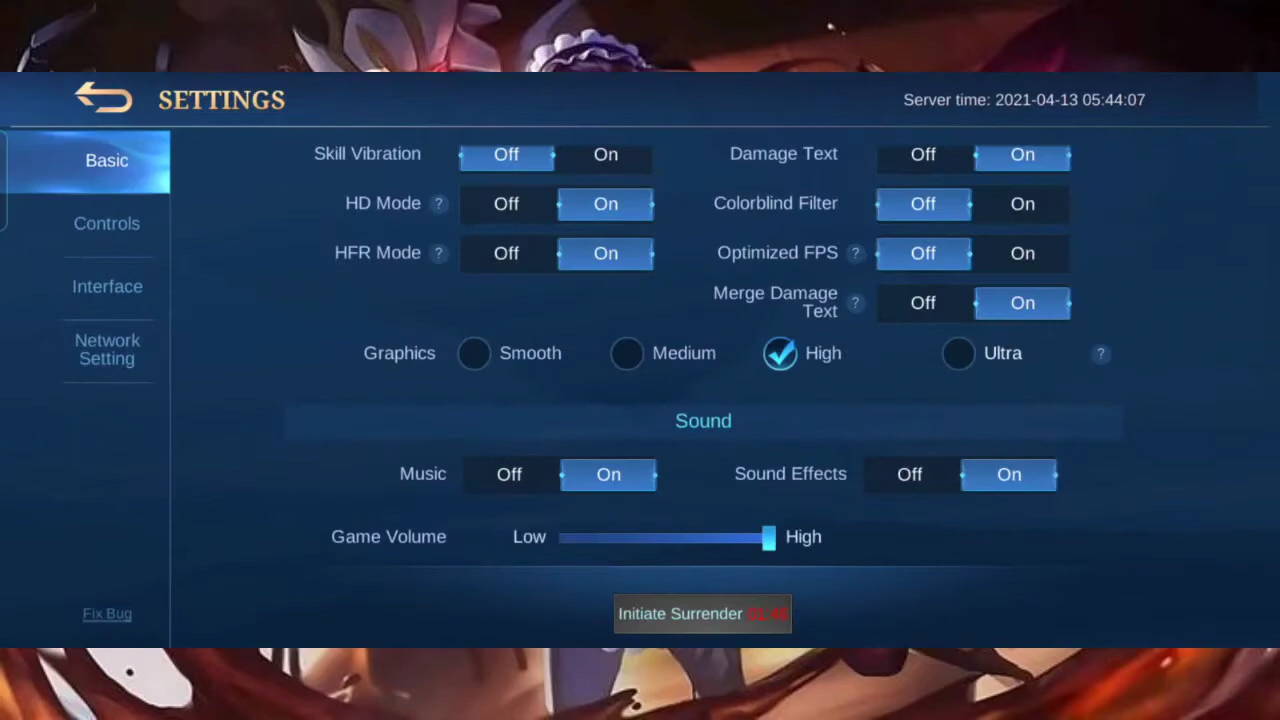 SETTINGS
Server time: 2021-04-13 05:44:07
Basic
Controls
Interface
Network
Setting
Fix Bug
Skill Vibration Off On
Damage Text Off On
HD Mode ? Off On
Colorblind Filter Off On
HFR Mode ? Off On
Optimized FPS ? Off On
Merge Damage
Text ? Off On
Graphics Smooth Medium High Ultra ?
Sound
Music Off On
Sound Effects Off On
Game Volume Low High
Initiate Surrender